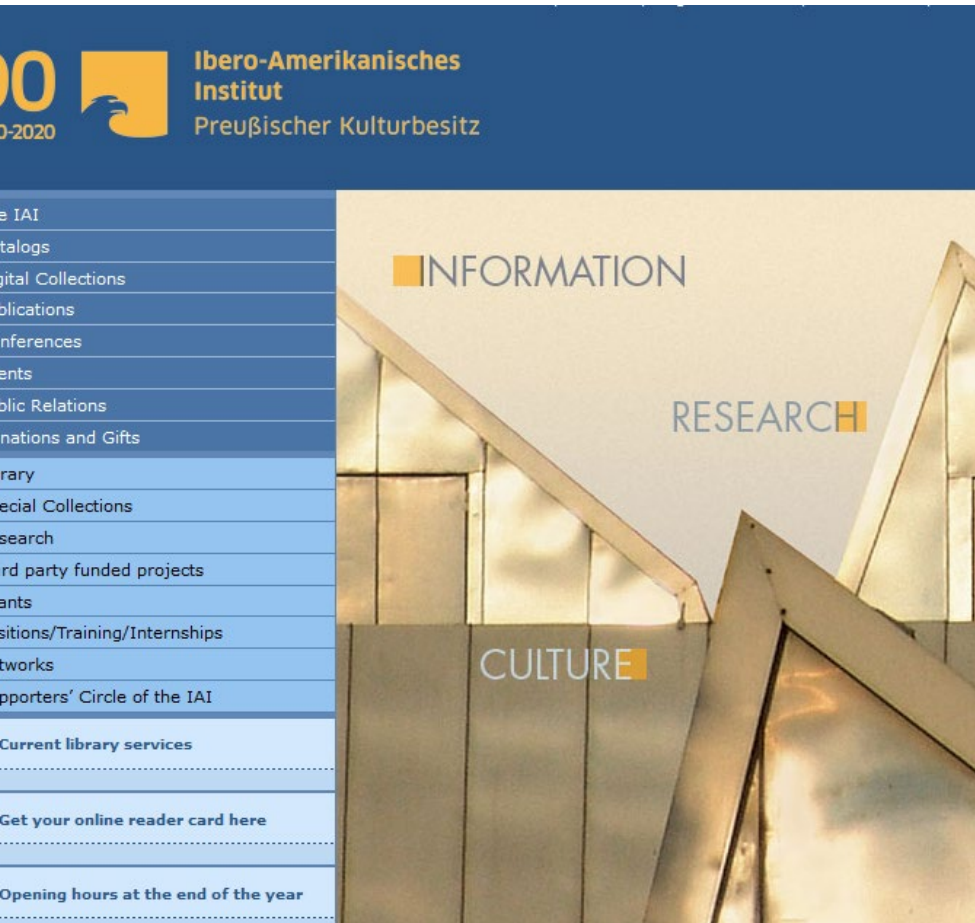 00
0-2020
Ibero-Amerikanisches
Institut
Preußischer Kulturbesitz
e IAI
talogs
gital Collections
blications
nferences
ents
blic Relations
nations and Gifts
rary
ecial Collections
search
ird party funded projects
ants
sitions/Training/Internships
tworks
pporters’ Circle of the IAI
Current library services
Get your online reader card here
Opening hours at the end of the year
INFORMATION
RESEARCH
CULTURE